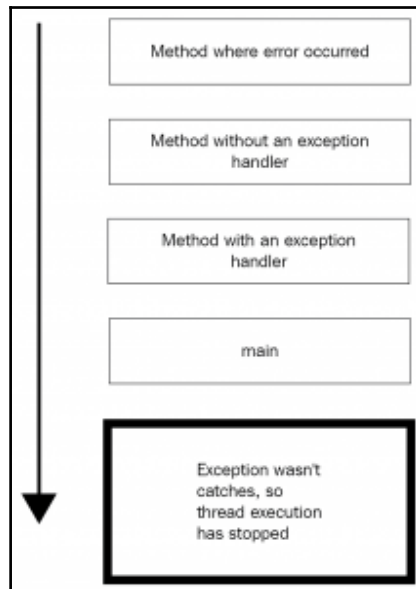 Method where error occurred
Method without an exception
handler
Method with an exception
handler
main
Exception wasn't
catches, so
thread execution
has stopped